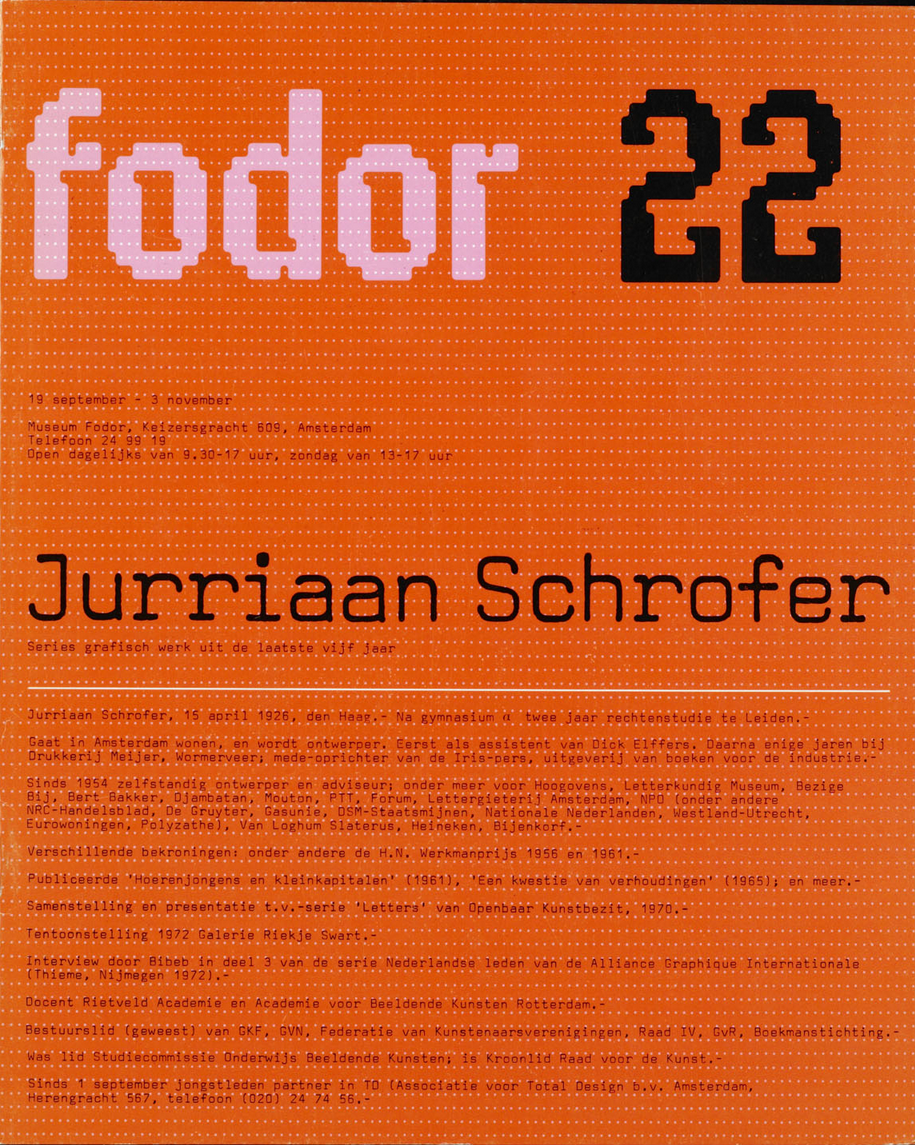 fodor 22
19 september - 3 november
Museum Fodor, Keizersgracht 609, Amsterdam
Telefoon 24 99 19
Open dagelijks van 9.30-17 uur, zondag van 13-17 uur
Jurriaan Schrofer
Series grafisch werk uit de laatste vijf jaar
Jurriaan Schrofer, 15 april 1926, den Haag.- Na gymnasium α twee jaar rechtenstudie te Leiden.-
Gaat in Amsterdam wonen, en wordt ontwerper. Eerst als assistent van Dick Elffers. Daarna enige jaren bij
Drukkerij Meijer, Wormerveer; mede-oprichter van de Iris-pers, uitgeverij van boeken voor de industrie.-
Sinds 1954 zelfstandig ontwerper en adviseur; onder meer voor Hoogovens, Letterkundig Museum, Bezige
Bij, Bert Bakker, Djambatan, Mouton, PTT, Forum, Lettergieterij Amsterdam, NPO (onder andere
NRC-Handelsblad, De Gruyter, Gasunie, DSM-Staatsmijnen, Nationale Nederlanden, Westland-Utrecht,
Eurowoningen, Polyzathe), Van Loghum Slaterus, Heineken, Bijenkorf.-
Verschillende bekroningen: onder andere de H.N. Werkmanprijs 1956 en 1961.-
Publiceerde 'Hoerenjongens en kleinkapitalen' (1961), 'Een kwestie van verhoudingen' (1965); en meer.-
Samenstelling en presentatie t.v.-serie 'Letters' van Openbaar Kunstbezit, 1970.-
Tentoonstelling 1972 Galerie Riekje Swart.-
Interview door Bibeb in deel 3 van de serie Nederlandse leden van de Alliance Graphique Internationale
(Thieme, Nijmegen 1972).-
Docent Rietveld Academie en Academie voor Beeldende Kunsten Rotterdam.-
Bestuurslid (geweest) van GKF, GVN, Federatie van Kunstenaarsverenigingen, Raad IV, GvR, Boekmanstichting.-
Was lid Studiecommissie Onderwijs Beeldende Kunsten; is Kroonlid Raad voor de Kunst.-
Sinds 1 september jongstleden partner in TD (Associatie voor Total Design b.v. Amsterdam,
Herengracht 567, telefoon (020) 24 74 56.-